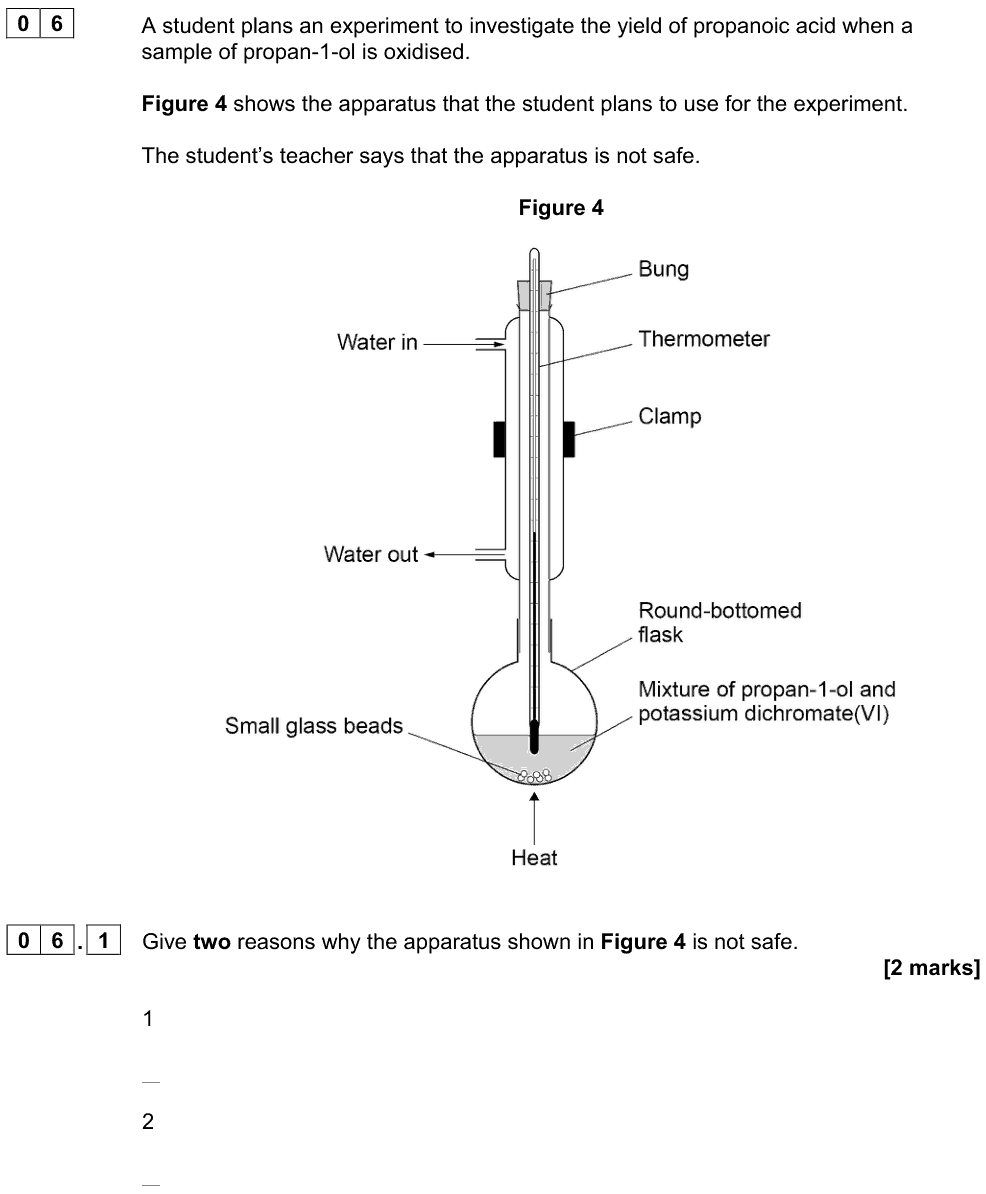 0 6 A student plans an experiment to investigate the yield of propanoic acid when a
sample of propan-1-ol is oxidised.
Figure 4 shows the apparatus that the student plans to use for the experiment.
The student's teacher says that the apparatus is not safe.
Figure 4
Bung
Water in
Thermometer
Clamp
Water out
Round-bottomed
flask
Mixture of propan-1-ol and
potassium dichromate(VI)
Small glass beads
Heat
0 6 . 1 Give two reasons why the apparatus shown in Figure 4 is not safe.
[2 marks]
1
2